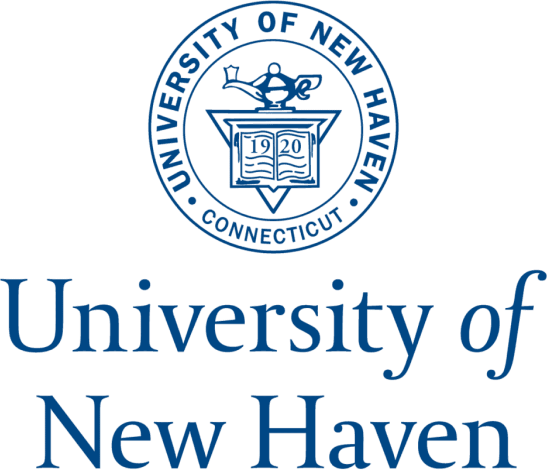 UNIVERSITY OF NEW HAVEN
1920
• CONNECTICUT •
University of
New Haven